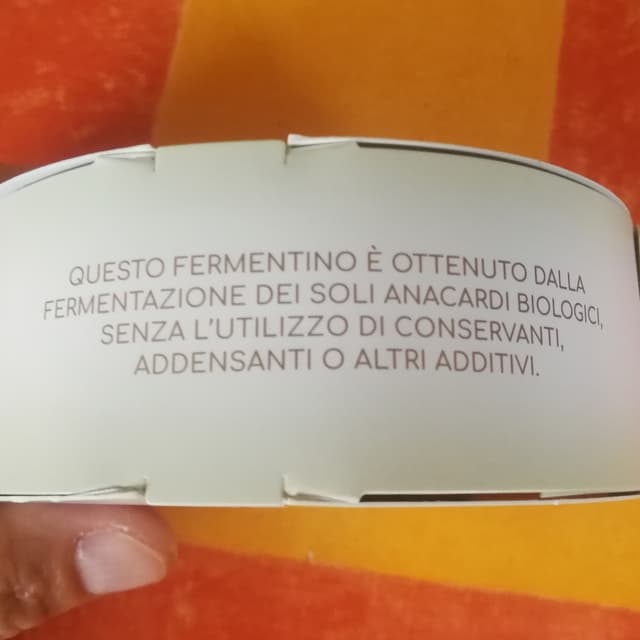 QUESTO FERMENTINO È OTTENUTO DALLA
FERMENTAZIONE DEI SOLI ANACARDI BIOLOGICI,
SENZA L'UTILIZZO DI CONSERVANTI,
ADDENSANTI O ALTRI ADDITIVI.